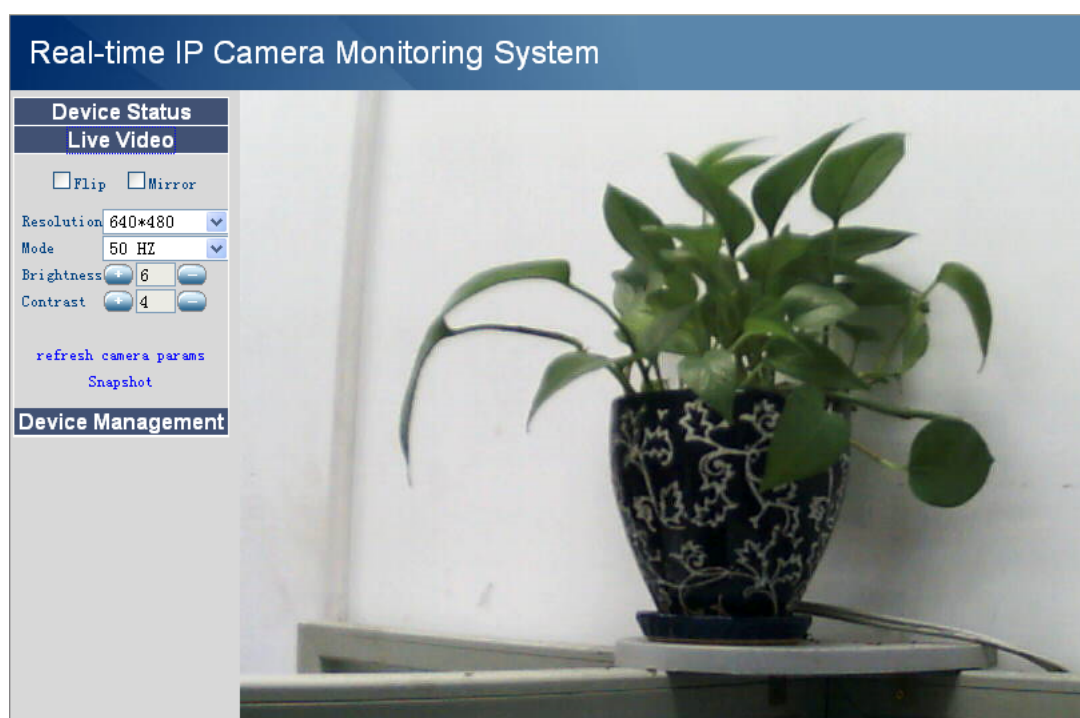 Real-time IP Camera Monitoring System
Device Status
Live Video
Flip Mirror
Resolution 640*480
Mode 50 HZ
Brightness + 6 -
Contrast + 4 -
refresh camera params
Snapshot
Device Management